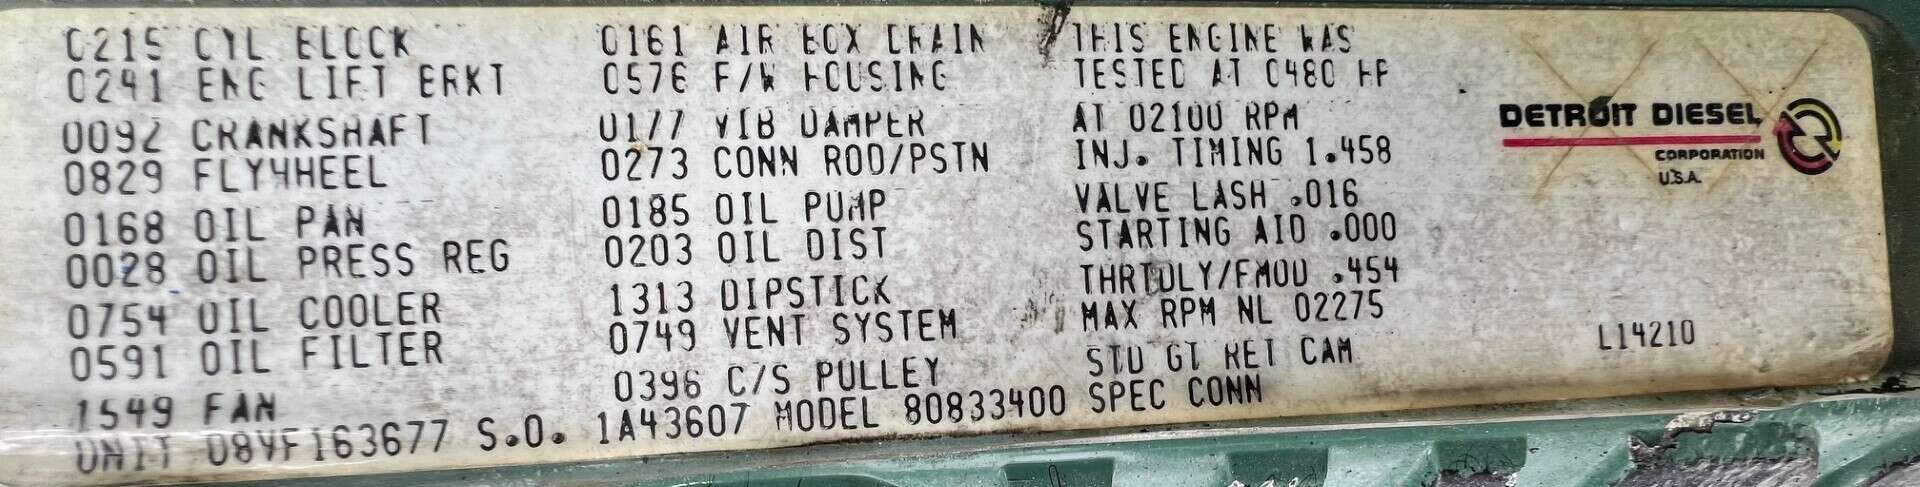 0215 CYL BLOCK
0241 ENG LIFT BRKT
0092 CRANKSHAFT
0829 FLYWHEEL
0168 OIL PAN
0028 OIL PRESS REG
0754 OIL COOLER
0591 OIL FILTER
1549 FAN
0161 AIR BOX DRAIN
0576 F/W HOUSING
0177 VIB DAMPER
0273 CONN ROD/PSTN
0185 OIL PUMP
0203 OIL DIST
1313 DIPSTICK
0749 VENT SYSTEM
0396 C/S PULLEY
THIS ENGINE WAS
TESTED AT 0480 HP
AT 02100 RPM
INJ. TIMING 1.458
VALVE LASH .016
STARTING AID .000
THRTDLY/FMOD .454
MAX RPM NL 02275
STD GT RET CAM
UNIT 08VF163677 S.O. 1A43607 MODEL 80833400 SPEC CONN
DETROIT DIESEL
CORPORATION
U.S.A.
L14210